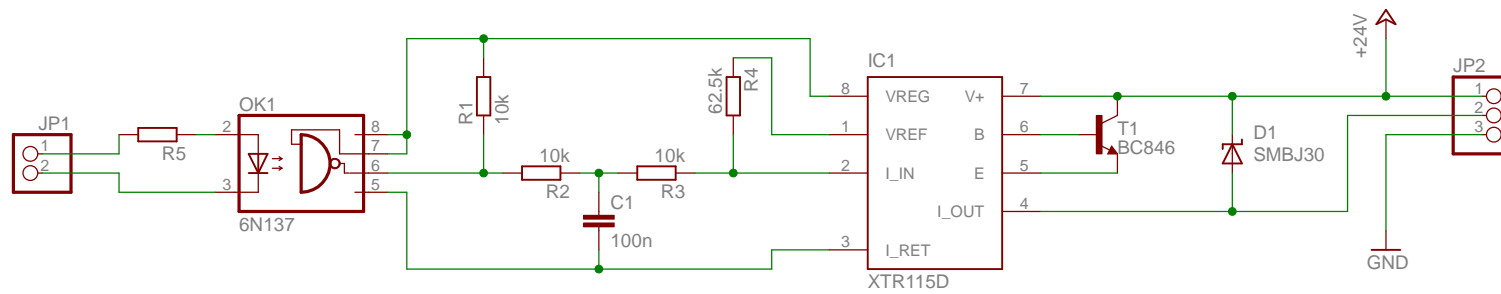 JP1
1
2
R5
OK1
2
3
8
7
6
5
6N137
R1
10k
10k
R2
C1
100n
10k
R3
62.5k
R4
IC1
8 VREG V+ 7
1 VREF B 6
2 I_IN E 5
I_OUT 4
3 I_RET
XTR115D
T1
BC846
D1
SMBJ30
+24V
GND
JP2
1
2
3